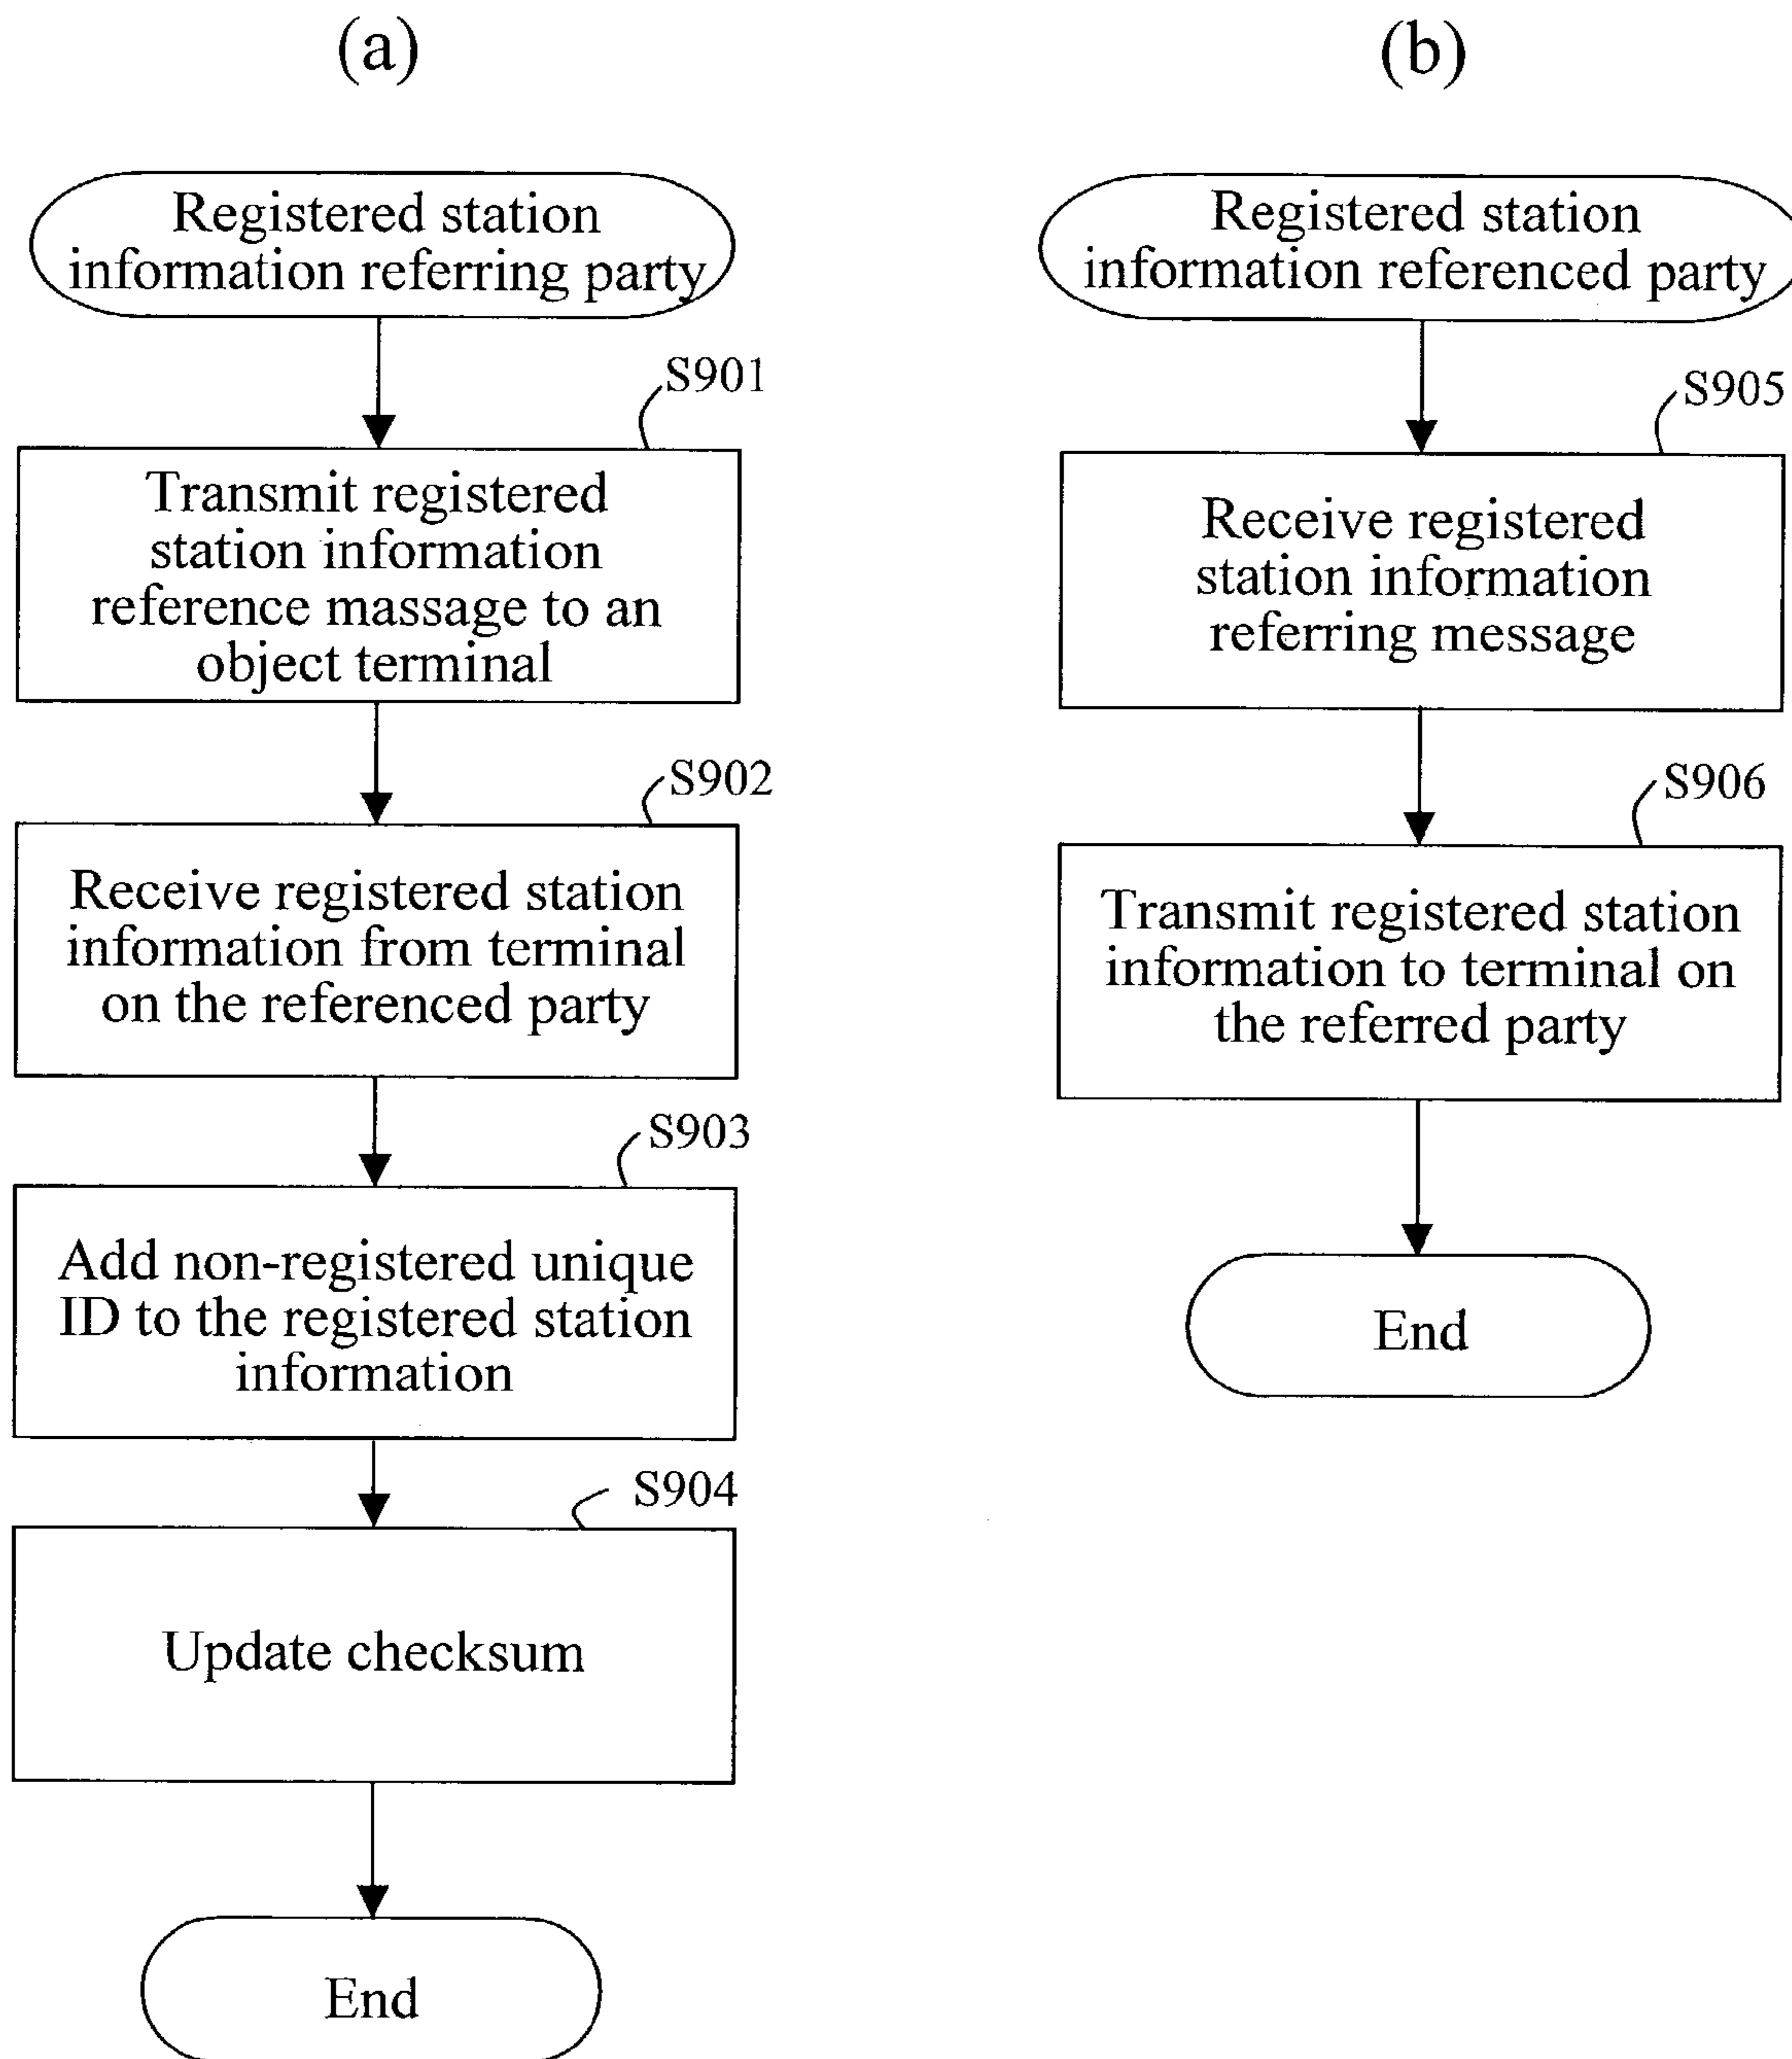 (a)
Registered station
information referring party
S901
Transmit registered
station information
reference massage to an
object terminal
S902
Receive registered station
information from terminal
on the referenced party
S903
Add non-registered unique
ID to the registered station
information
S904
Update checksum
End
(b)
Registered station
information referenced party
S905
Receive registered
station information
referring message
S906
Transmit registered station
information to terminal on
the referred party
End